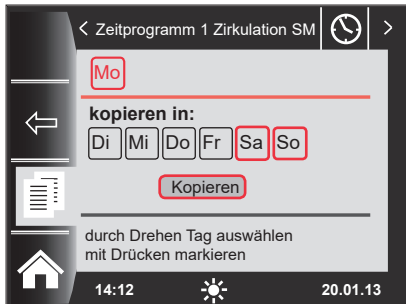 Zeitprogramm 1 Zirkulation SM
Mo
kopieren in:
Di Mi Do Fr Sa So
Kopieren
durch Drehen Tag auswählen
mit Drücken markieren
14:12 20.01.13